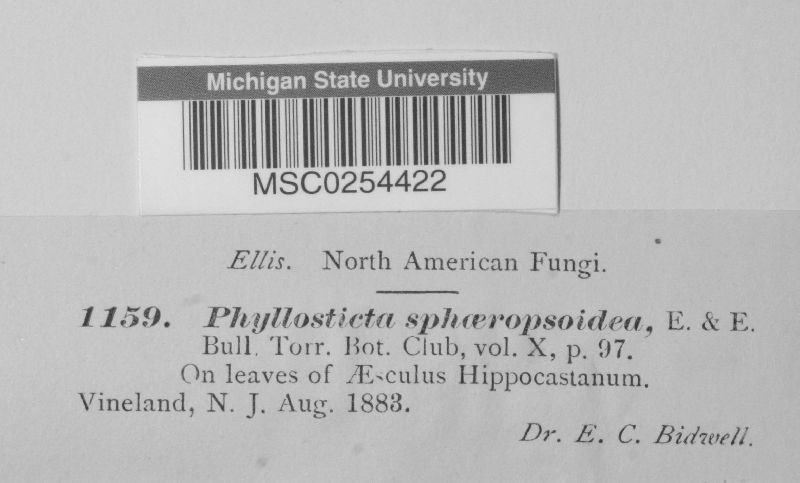 Michigan State University
MSC0254422
Ellis. North American Fungi.
1159. Phyllosticta sphæropsoidea, E. & E.
Bull. Torr. Bot. Club, vol. X, p. 97.
On leaves of Æsculus Hippocastanum.
Vineland, N. J. Aug. 1883.
Dr. E. C. Bidwell.